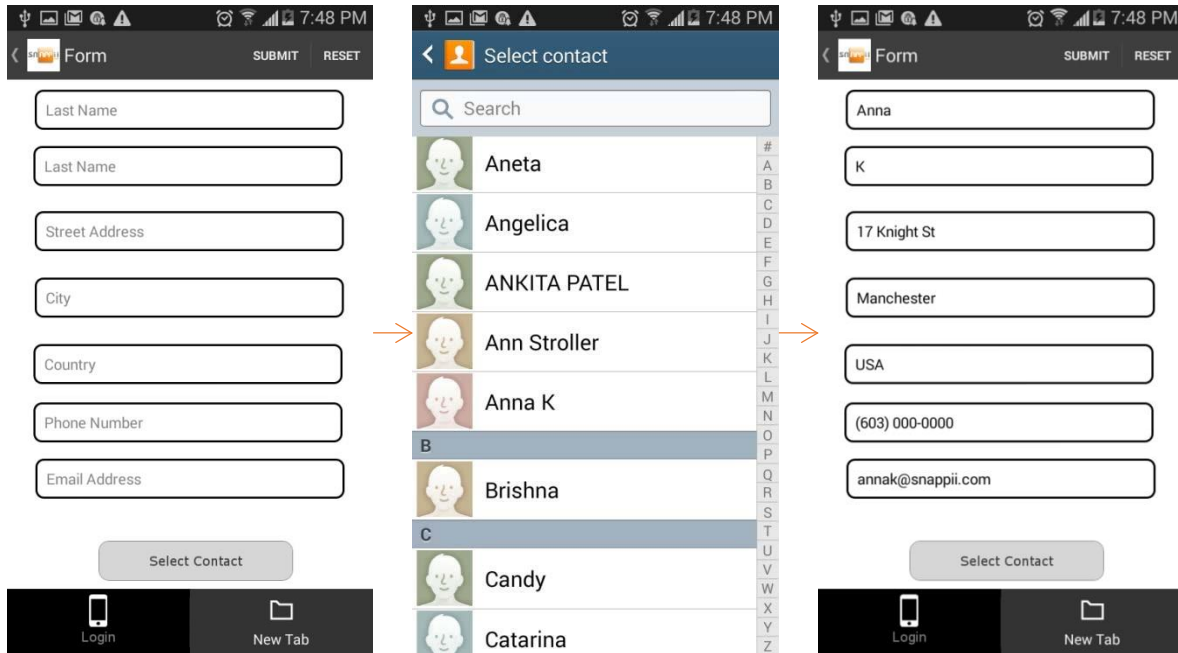 7:48 PM
Form
SUBMIT
RESET
Last Name
Last Name
Street Address
City
Country
Phone Number
Email Address
Select Contact
Login
New Tab
7:48 PM
Select contact
Search
Aneta
Angelica
ANKITA PATEL
Ann Stroller
Anna K
B
Brishna
C
Candy
Catarina
#
A
B
C
D
E
F
G
H
I
J
K
L
M
N
O
P
Q
R
S
T
U
V
W
X
Y
Z
7:48 PM
Form
SUBMIT
RESET
Anna
K
17 Knight St
Manchester
USA
(603) 000-0000
annak@snappii.com
Select Contact
Login
New Tab